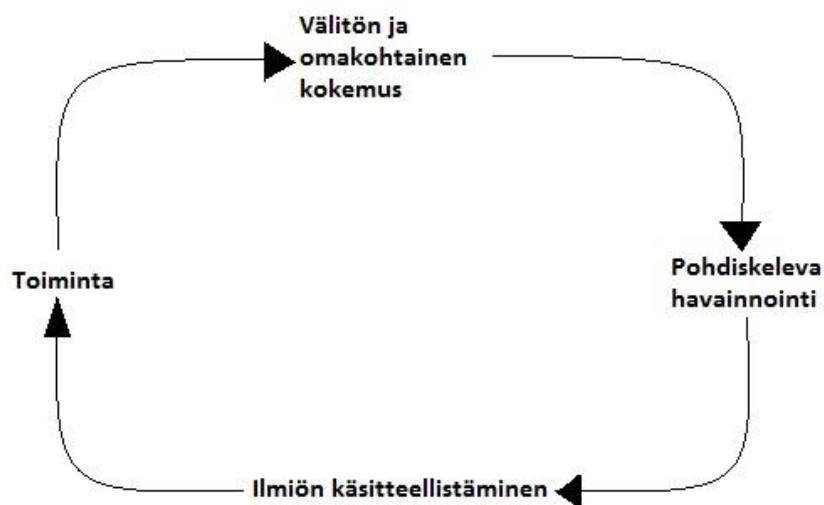 Välitön ja
omakohtainen
kokemus
Pohdiskeleva
havainnointi
Toiminta
Ilmiön käsitteellistäminen